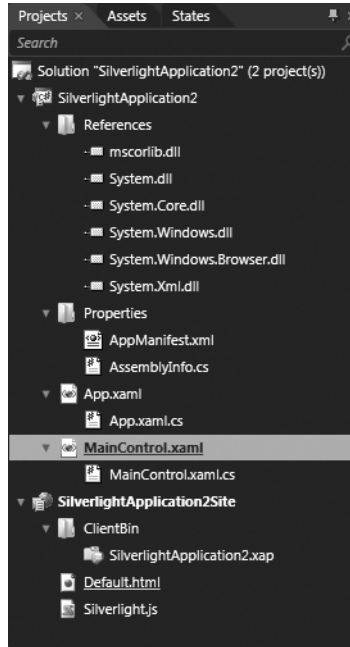 Projects × Assets States
Search
Solution "SilverlightApplication2" (2 project(s))
SilverlightApplication2
References
mscorlib.dll
System.dll
System.Core.dll
System.Windows.dll
System.Windows.Browser.dll
System.Xml.dll
Properties
AppManifest.xml
AssemblyInfo.cs
App.xaml
App.xaml.cs
MainControl.xaml
MainControl.xaml.cs
SilverlightApplication2Site
ClientBin
SilverlightApplication2.xap
Default.html
Silverlight.js